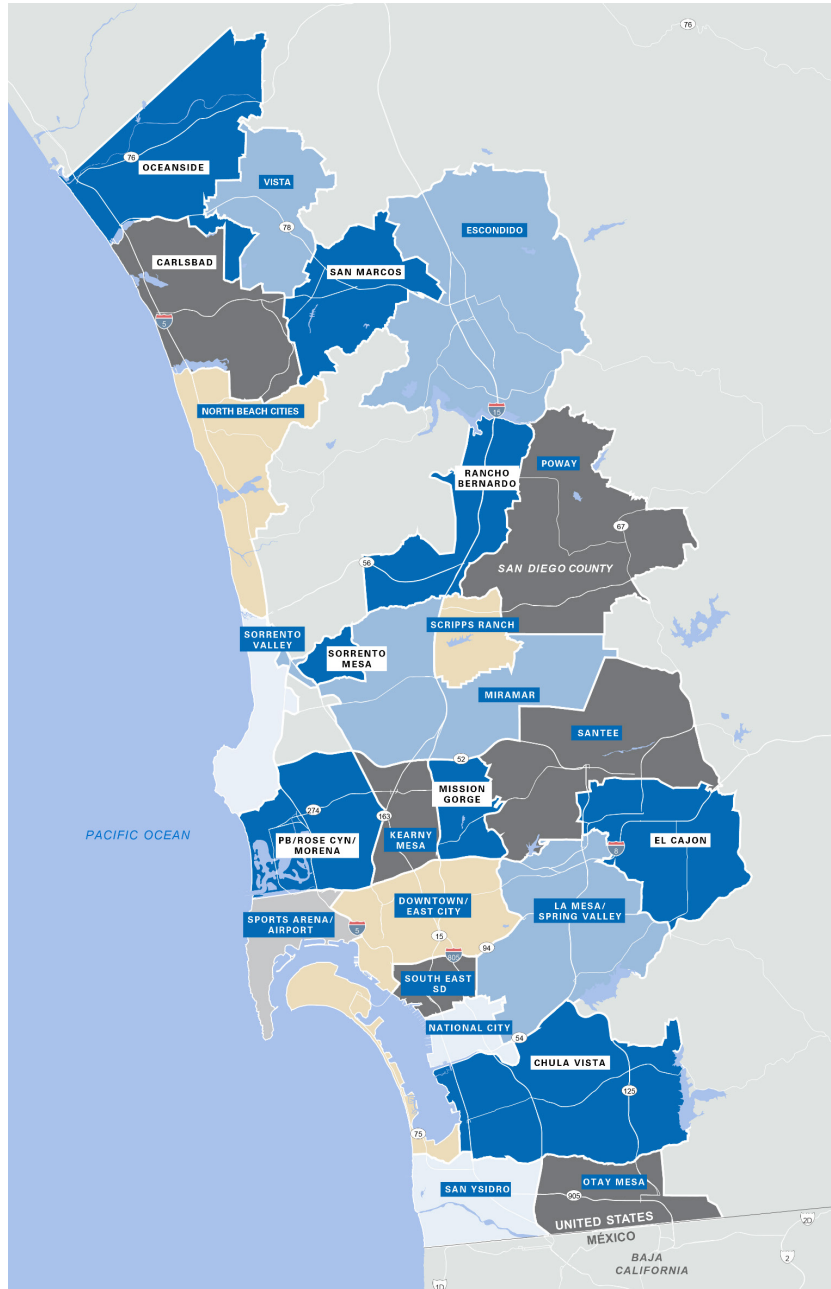 76
76
OCEANSIDE
VISTA
78
ESCONDIDO
CARLSBAD
SAN MARCOS
5
NORTH BEACH CITIES
15
RANCHO
BERNARDO
POWAY
67
56
SAN DIEGO COUNTY
SCRIPPS RANCH
SORRENTO
VALLEY
SORRENTO
MESA
MIRAMAR
SANTEE
52
MISSION
GORGE
274
163
PACIFIC OCEAN
PB/ROSE CYN/
MORENA
KEARNY
MESA
EL CAJON
8
DOWNTOWN/
EAST CITY
LA MESA/
SPRING VALLEY
SPORTS ARENA/
AIRPORT
5
15
94
805
SOUTH EAST
SD
NATIONAL CITY
54
CHULA VISTA
125
75
SAN YSIDRO
OTAY MESA
905
UNITED STATES
MÉXICO
2D
BAJA
CALIFORNIA
2
1D